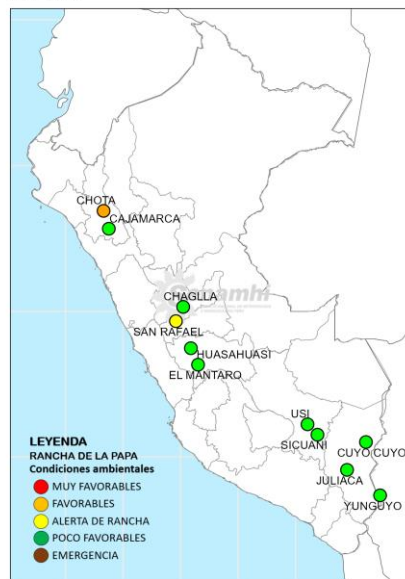 CHOTA
CAJAMARCA
Senamhi
CHAGLLA
SAN RAFAEL
HUASAHUASI
EL MANTARO
USI
SICUANI
CUYO CUYO
JULIACA
YUNGUYO
LEYENDA
RANCHA DE LA PAPA
Condiciones ambientales
MUY FAVORABLES
FAVORABLES
ALERTA DE RANCHA
POCO FAVORABLES
EMERGENCIA